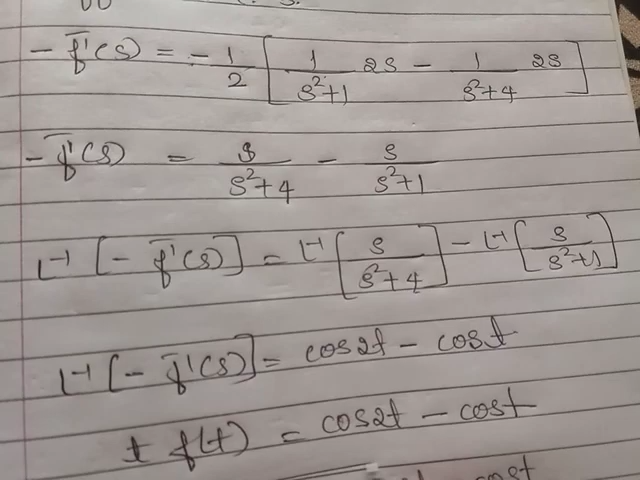 - f̄'(s) = - 1/2 [ 1/(s²+1) 2s - 1/(s²+4) 2s ]
- f̄'(s) = s/(s²+4) - s/(s²+1)
L⁻¹ [- f̄'(s)] = L⁻¹ [ s/(s²+4) ] - L⁻¹ [ s/(s²+1) ]
L⁻¹ [- f̄'(s)] = cos2t - cost
t f(t) = cos2t - cost
cost